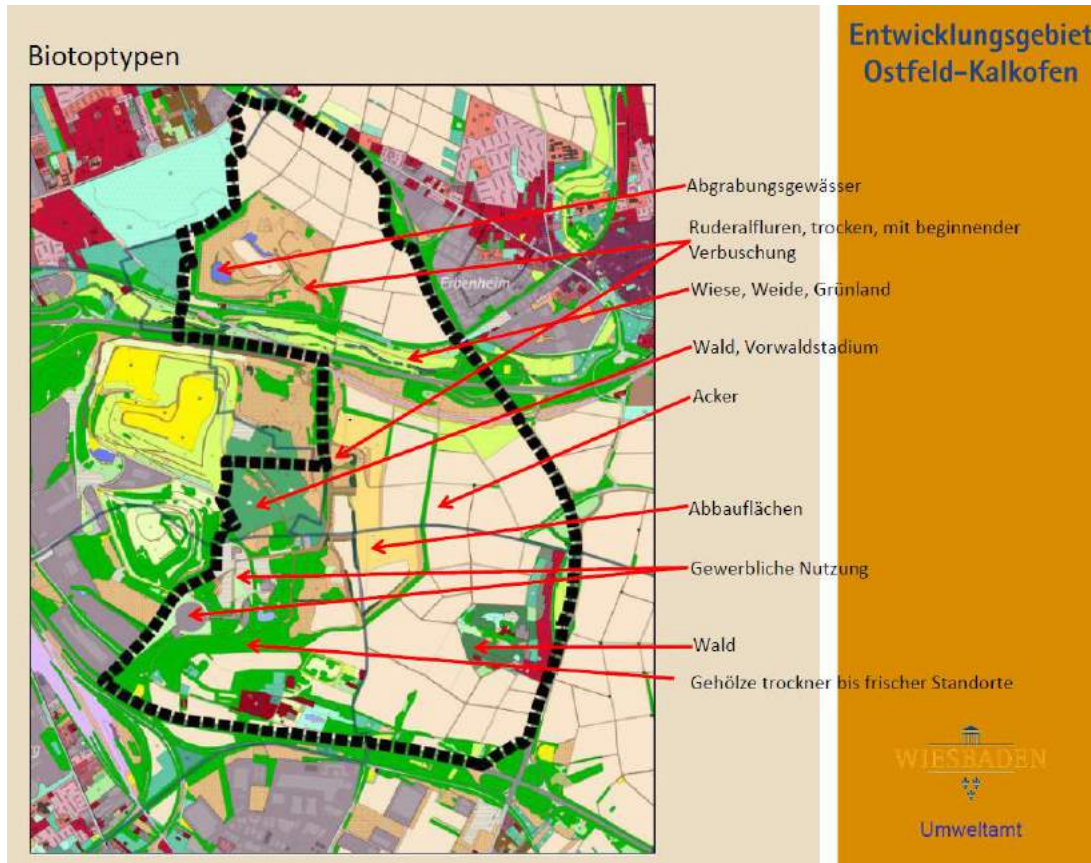 Biotoptypen
Entwicklungsgebiet
Ostfeld-Kalkofen
Abgrabungsgewässer
Ruderalfluren, trocken, mit beginnender
Verbuschung
Erbenheim
Wiese, Weide, Grünland
Wald, Vorwaldstadium
Acker
Abbauflächen
Gewerbliche Nutzung
Wald
Gehölze trockner bis frischer Standorte
WIESBADEN
Umweltamt